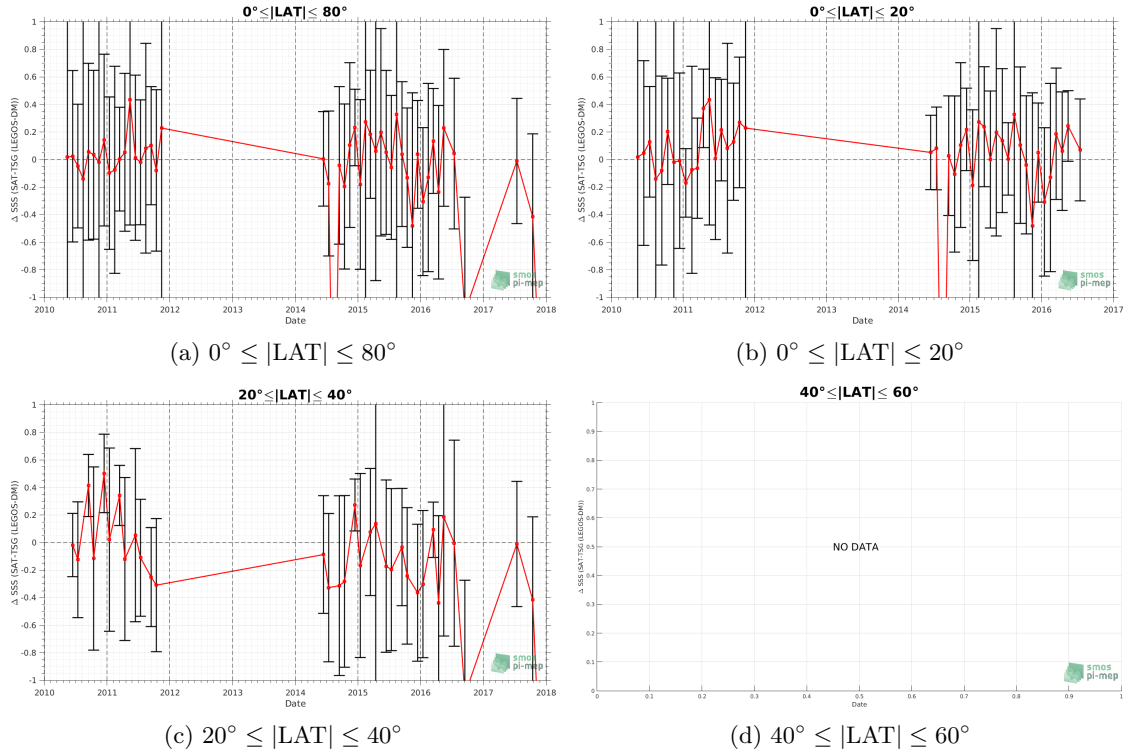 0°≤|LAT|≤ 80°
Δ SSS (SAT-TSG (LEGOS-DM))
1
0.8
0.6
0.4
0.2
0
-0.2
-0.4
-0.6
-0.8
-1
2010 2011 2012 2013 2014 2015 2016 2017 2018
Date
smos
pi-mep
(a) 0° ≤ |LAT| ≤ 80°
0°≤|LAT|≤ 20°
Δ SSS (SAT-TSG (LEGOS-DM))
1
0.8
0.6
0.4
0.2
0
-0.2
-0.4
-0.6
-0.8
-1
2010 2011 2012 2013 2014 2015 2016 2017
Date
smos
pi-mep
(b) 0° ≤ |LAT| ≤ 20°
20°≤|LAT|≤ 40°
Δ SSS (SAT-TSG (LEGOS-DM))
1
0.8
0.6
0.4
0.2
0
-0.2
-0.4
-0.6
-0.8
-1
2010 2011 2012 2013 2014 2015 2016 2017 2018
Date
smos
pi-mep
(c) 20° ≤ |LAT| ≤ 40°
40°≤|LAT|≤ 60°
Δ SSS (SAT-TSG (LEGOS-DM))
1
0.9
0.8
0.7
0.6
0.5
0.4
0.3
0.2
0.1
0
NO DATA
0 0.1 0.2 0.3 0.4 0.5 0.6 0.7 0.8 0.9 1
Date
smos
pi-mep
(d) 40° ≤ |LAT| ≤ 60°